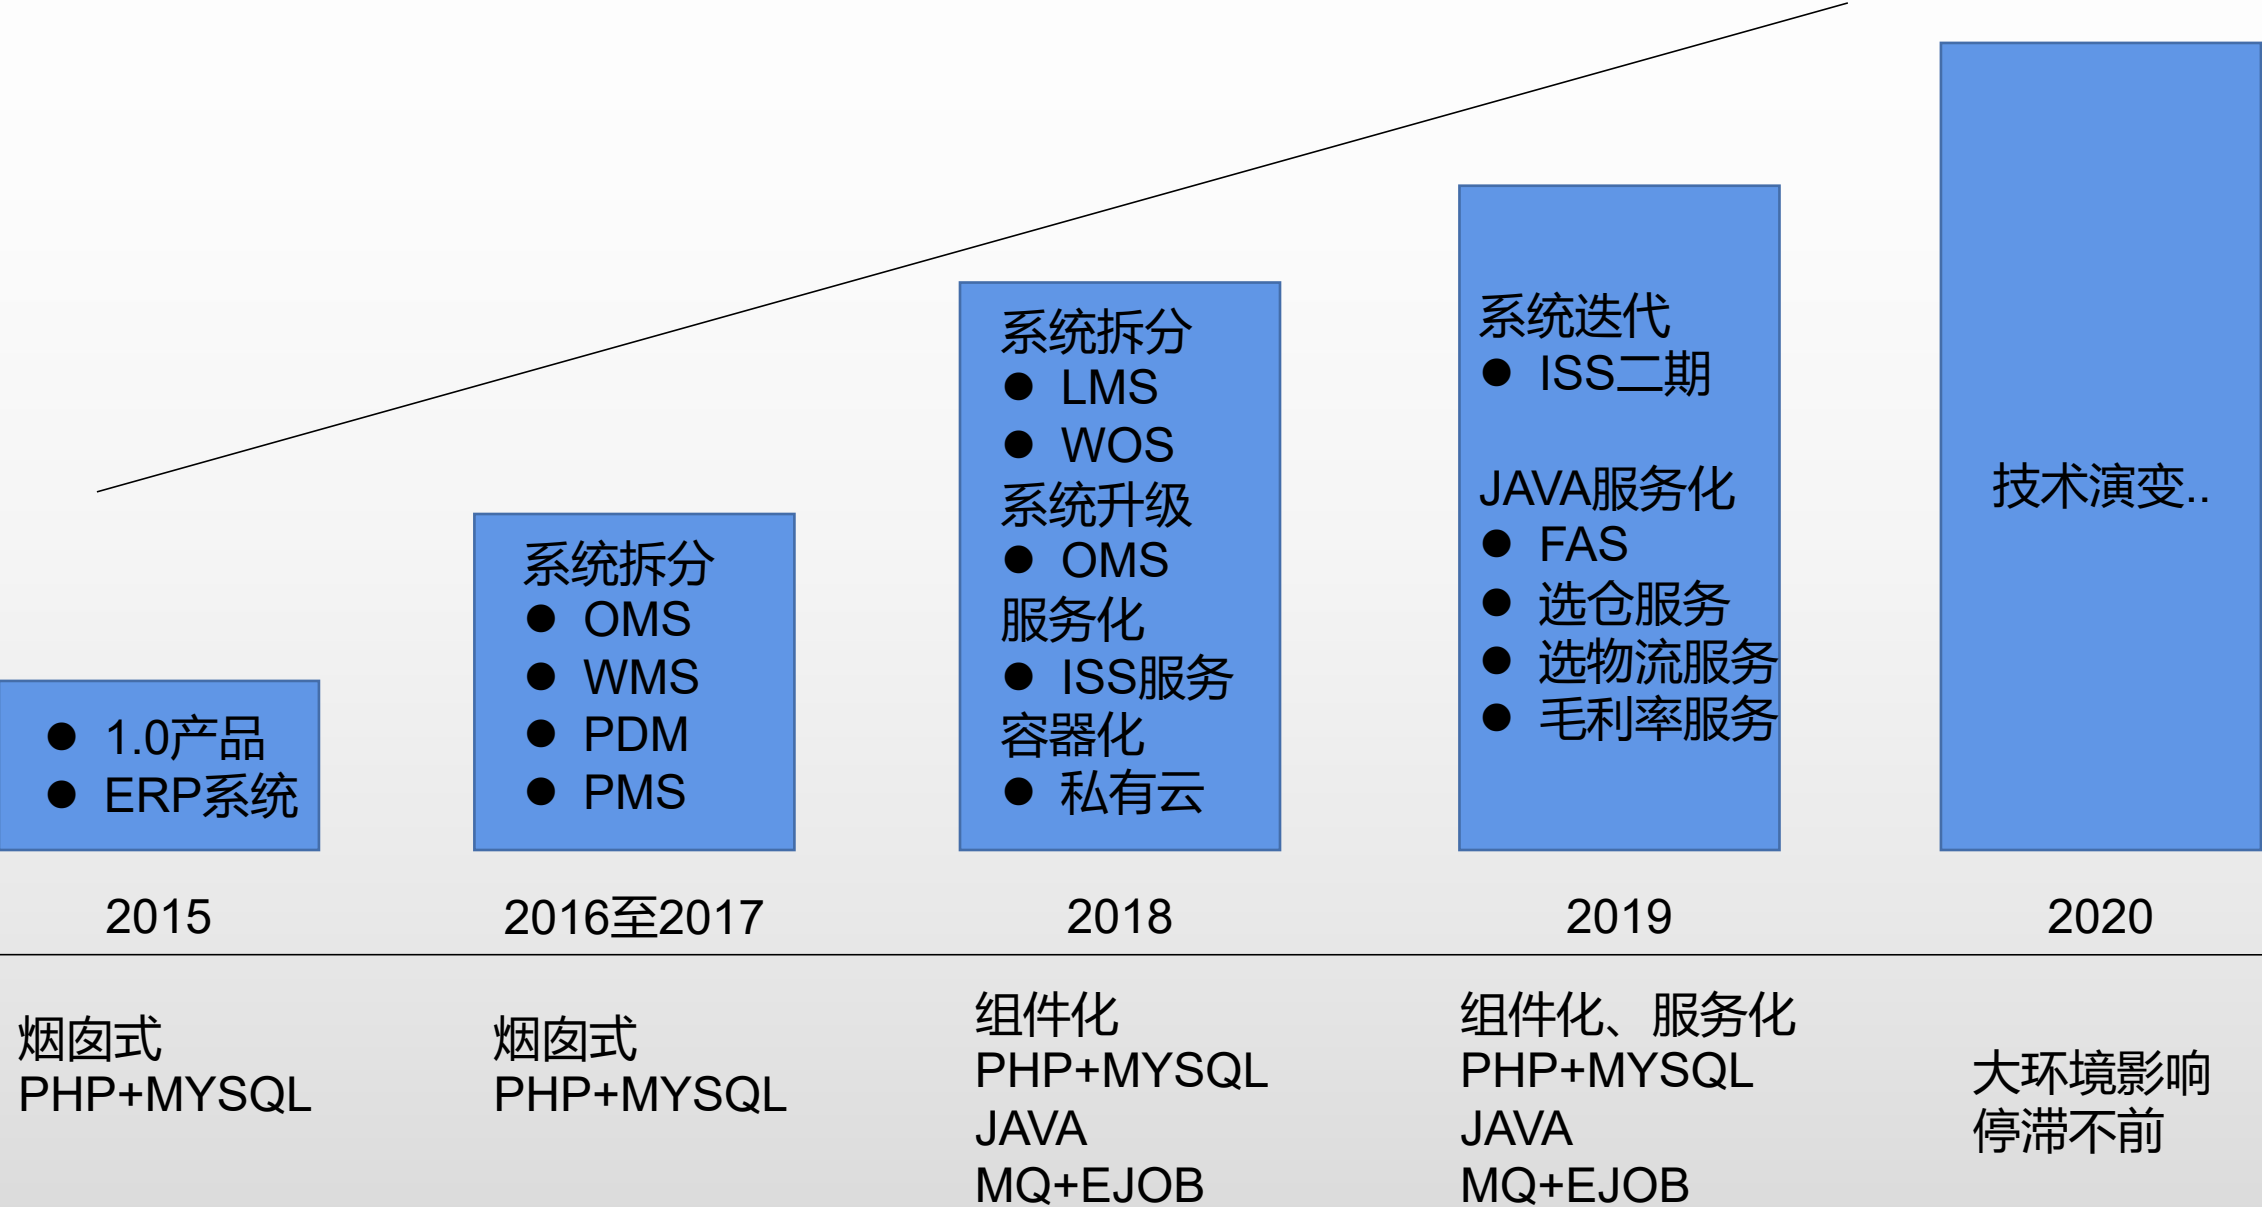 1.0产品
ERP系统
2015
烟囱式
PHP+MYSQL
系统拆分
OMS
WMS
PDM
PMS
2016至2017
烟囱式
PHP+MYSQL
系统拆分
LMS
WOS
系统升级
OMS
服务化
ISS服务
容器化
私有云
2018
组件化
PHP+MYSQL
JAVA
MQ+EJOB
系统迭代
ISS二期
JAVA服务化
FAS
选仓服务
选物流服务
毛利率服务
2019
组件化、服务化
PHP+MYSQL
JAVA
MQ+EJOB
技术演变..
2020
大环境影响
停滞不前